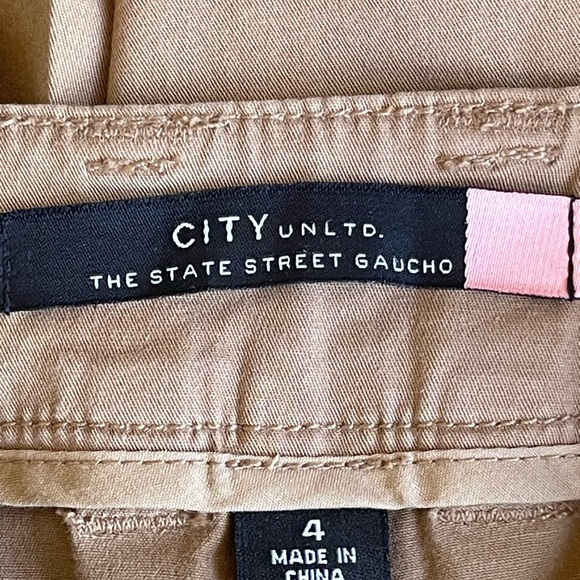 CITY UNLTD.
THE STATE STREET GAUCHO
4
MADE IN
CHINA